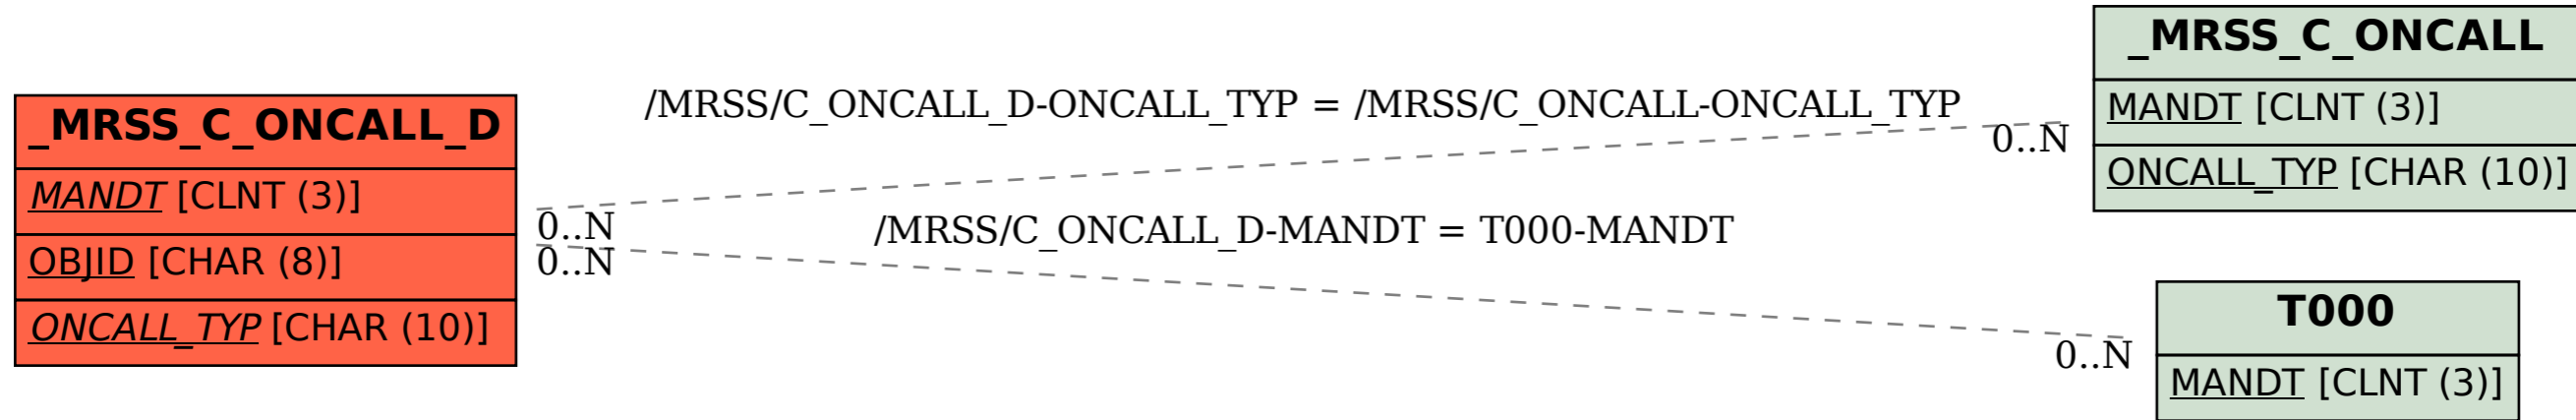 _MRSS_C_ONCALL_D
MANDT [CLNT (3)]
OBJID [CHAR (8)]
ONCALL_TYP [CHAR (10)]
/MRSS/C_ONCALL_D-ONCALL_TYP = /MRSS/C_ONCALL-ONCALL_TYP
0..N
0..N
/MRSS/C_ONCALL_D-MANDT = T000-MANDT
0..N
0..N
_MRSS_C_ONCALL
MANDT [CLNT (3)]
ONCALL_TYP [CHAR (10)]
T000
MANDT [CLNT (3)]